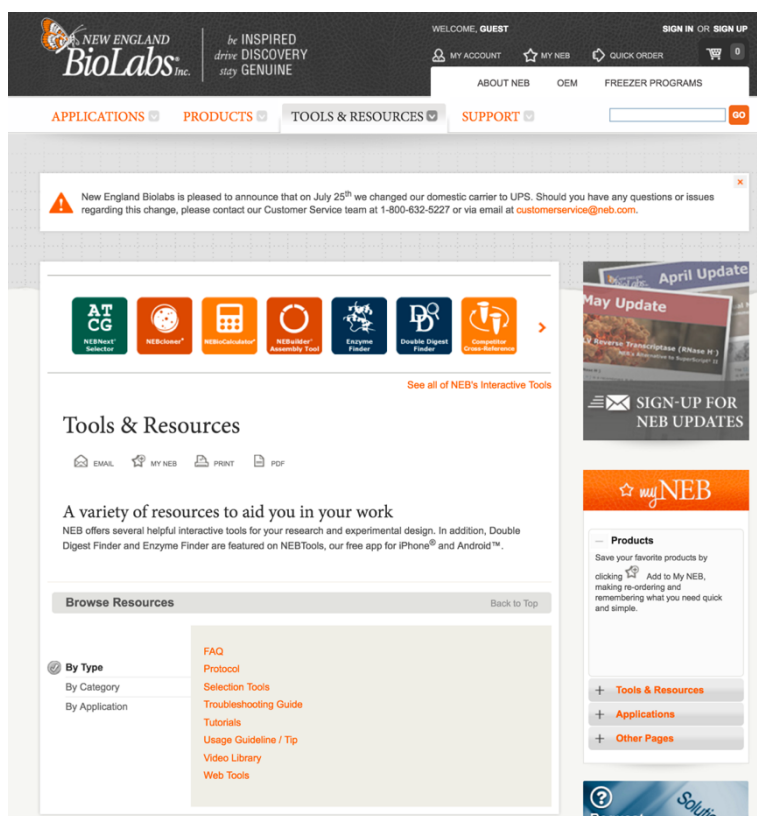 NEW ENGLAND
BioLabs Inc.
be INSPIRED
drive DISCOVERY
stay GENUINE
WELCOME, GUEST
SIGN IN OR SIGN UP
MY ACCOUNT
MY NEB
QUICK ORDER
0
ABOUT NEB
OEM
FREEZER PROGRAMS
APPLICATIONS
PRODUCTS
TOOLS & RESOURCES
SUPPORT
GO
New England Biolabs is pleased to announce that on July 25th we changed our domestic carrier to UPS. Should you have any questions or issues
regarding this change, please contact our Customer Service team at 1-800-632-5227 or via email at customerservice@neb.com.
AT
CG
NEBNext®
Selector
NEBcloner®
NEBioCalculator®
NEBuilder®
Assembly Tool
Enzyme
Finder
DD
Double Digest
Finder
Competitor
Cross-Reference
See all of NEB's Interactive Tools
April Update
May Update
Reverse Transcriptase (RNase H-)
NEB's Alternative to SuperScript® II
SIGN-UP FOR
NEB UPDATES
Tools & Resources
EMAIL
MY NEB
PRINT
PDF
A variety of resources to aid you in your work
NEB offers several helpful interactive tools for your research and experimental design. In addition, Double
Digest Finder and Enzyme Finder are featured on NEBTools, our free app for iPhone® and Android™.
Browse Resources
Back to Top
By Type
By Category
By Application
FAQ
Protocol
Selection Tools
Troubleshooting Guide
Tutorials
Usage Guideline / Tip
Video Library
Web Tools
my NEB
Products
Save your favorite products by
clicking Add to My NEB,
making re-ordering and
remembering what you need quick
and simple.
Tools & Resources
Applications
Other Pages